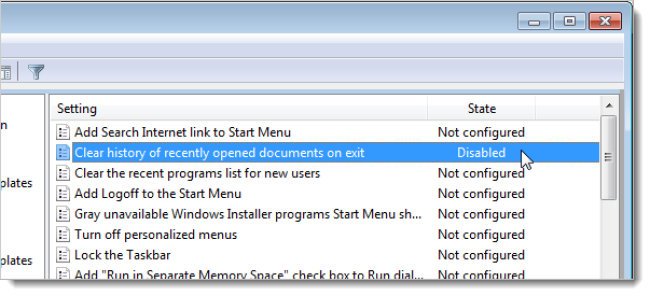 Setting State
n
Add Search Internet link to Start Menu Not configured
Clear history of recently opened documents on exit Disabled
Clear the recent programs list for new users Not configured
plates
Add Logoff to the Start Menu Not configured
Gray unavailable Windows Installer programs Start Menu sh... Not configured
Turn off personalized menus Not configured
Lock the Taskbar Not configured
plates
Add "Run in Separate Memory Space" check box to Run dial... Not configured